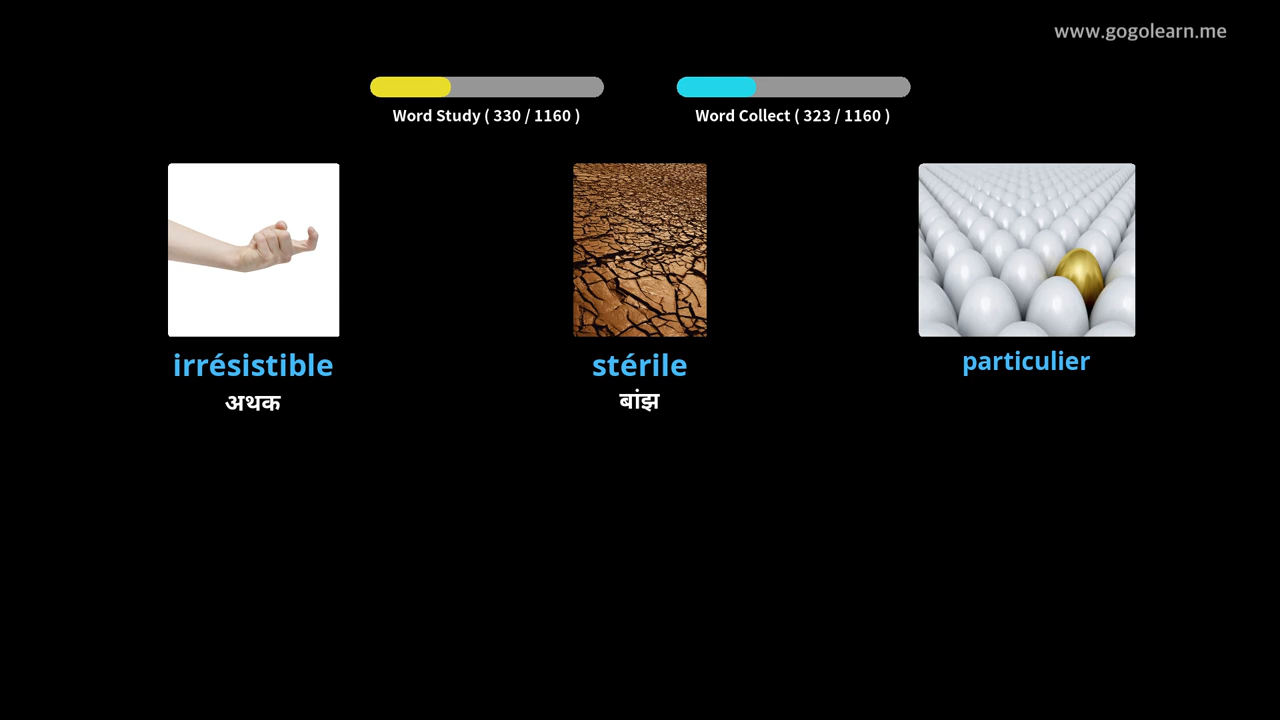 www.gogolearn.me
Word Study ( 330 / 1160 )
Word Collect ( 323 / 1160 )
irrésistible
अथक
stérile
बांझ
particulier